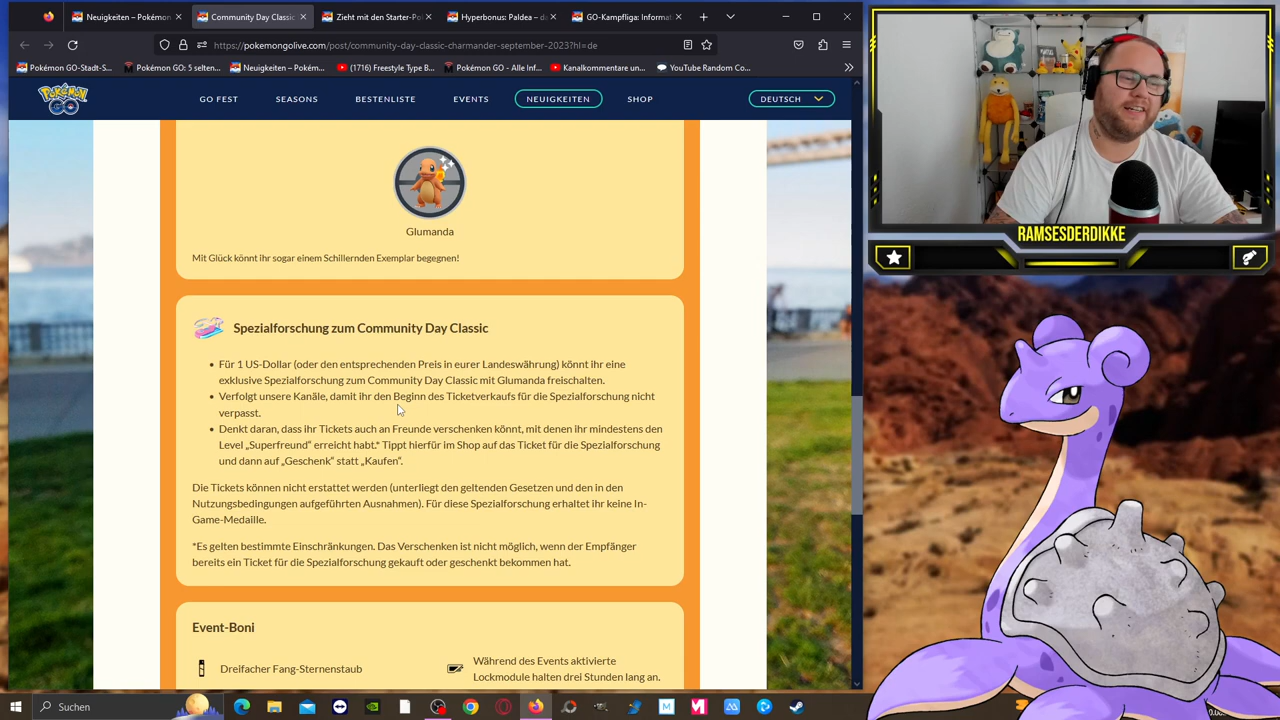 Neuigkeiten – Pokémon
Community Day Classic
Zieht mit den Starter-Po
Hyperbonus: Paldea – da
GO-Kampfliga: Informat
https://pokemongolive.com/post/community-day-classic-charmander-september-2023?hl=de
Pokémon GO-Stadt-S...
Pokémon GO: 5 selten...
Neuigkeiten – Pokém...
(1719) Freestyle Type B...
Pokémon GO - Alle Inf...
Kanalkommentare un...
YouTube Random Co...
POKÉMON GO
GO FEST
SEASONS
BESTENLISTE
EVENTS
NEUIGKEITEN
SHOP
DEUTSCH
Glumanda
Mit Glück könnt ihr sogar einem Schillernden Exemplar begegnen!
Spezialforschung zum Community Day Classic
• Für 1 US-Dollar (oder den entsprechenden Preis in eurer Landeswährung) könnt ihr eine
exklusive Spezialforschung zum Community Day Classic mit Glumanda freischalten.
• Verfolgt unsere Kanäle, damit ihr den Beginn des Ticketverkaufs für die Spezialforschung nicht
verpasst.
• Denkt daran, dass ihr Tickets auch an Freunde verschenken könnt, mit denen ihr mindestens den
Level „Superfreund“ erreicht habt.* Tippt hierfür im Shop auf das Ticket für die Spezialforschung
und dann auf „Geschenk“ statt „Kaufen“.
Die Tickets können nicht erstattet werden (unterliegt den geltenden Gesetzen und den in den
Nutzungsbedingungen aufgeführten Ausnahmen). Für diese Spezialforschung erhaltet ihr keine In-
Game-Medaille.
*Es gelten bestimmte Einschränkungen. Das Verschenken ist nicht möglich, wenn der Empfänger
bereits ein Ticket für die Spezialforschung gekauft oder geschenkt bekommen hat.
Event-Boni
Dreifacher Fang-Sternenstaub
Während des Events aktivierte
Lockmodule halten drei Stunden lang an.
RAMSESDERDIKKE
Suchen